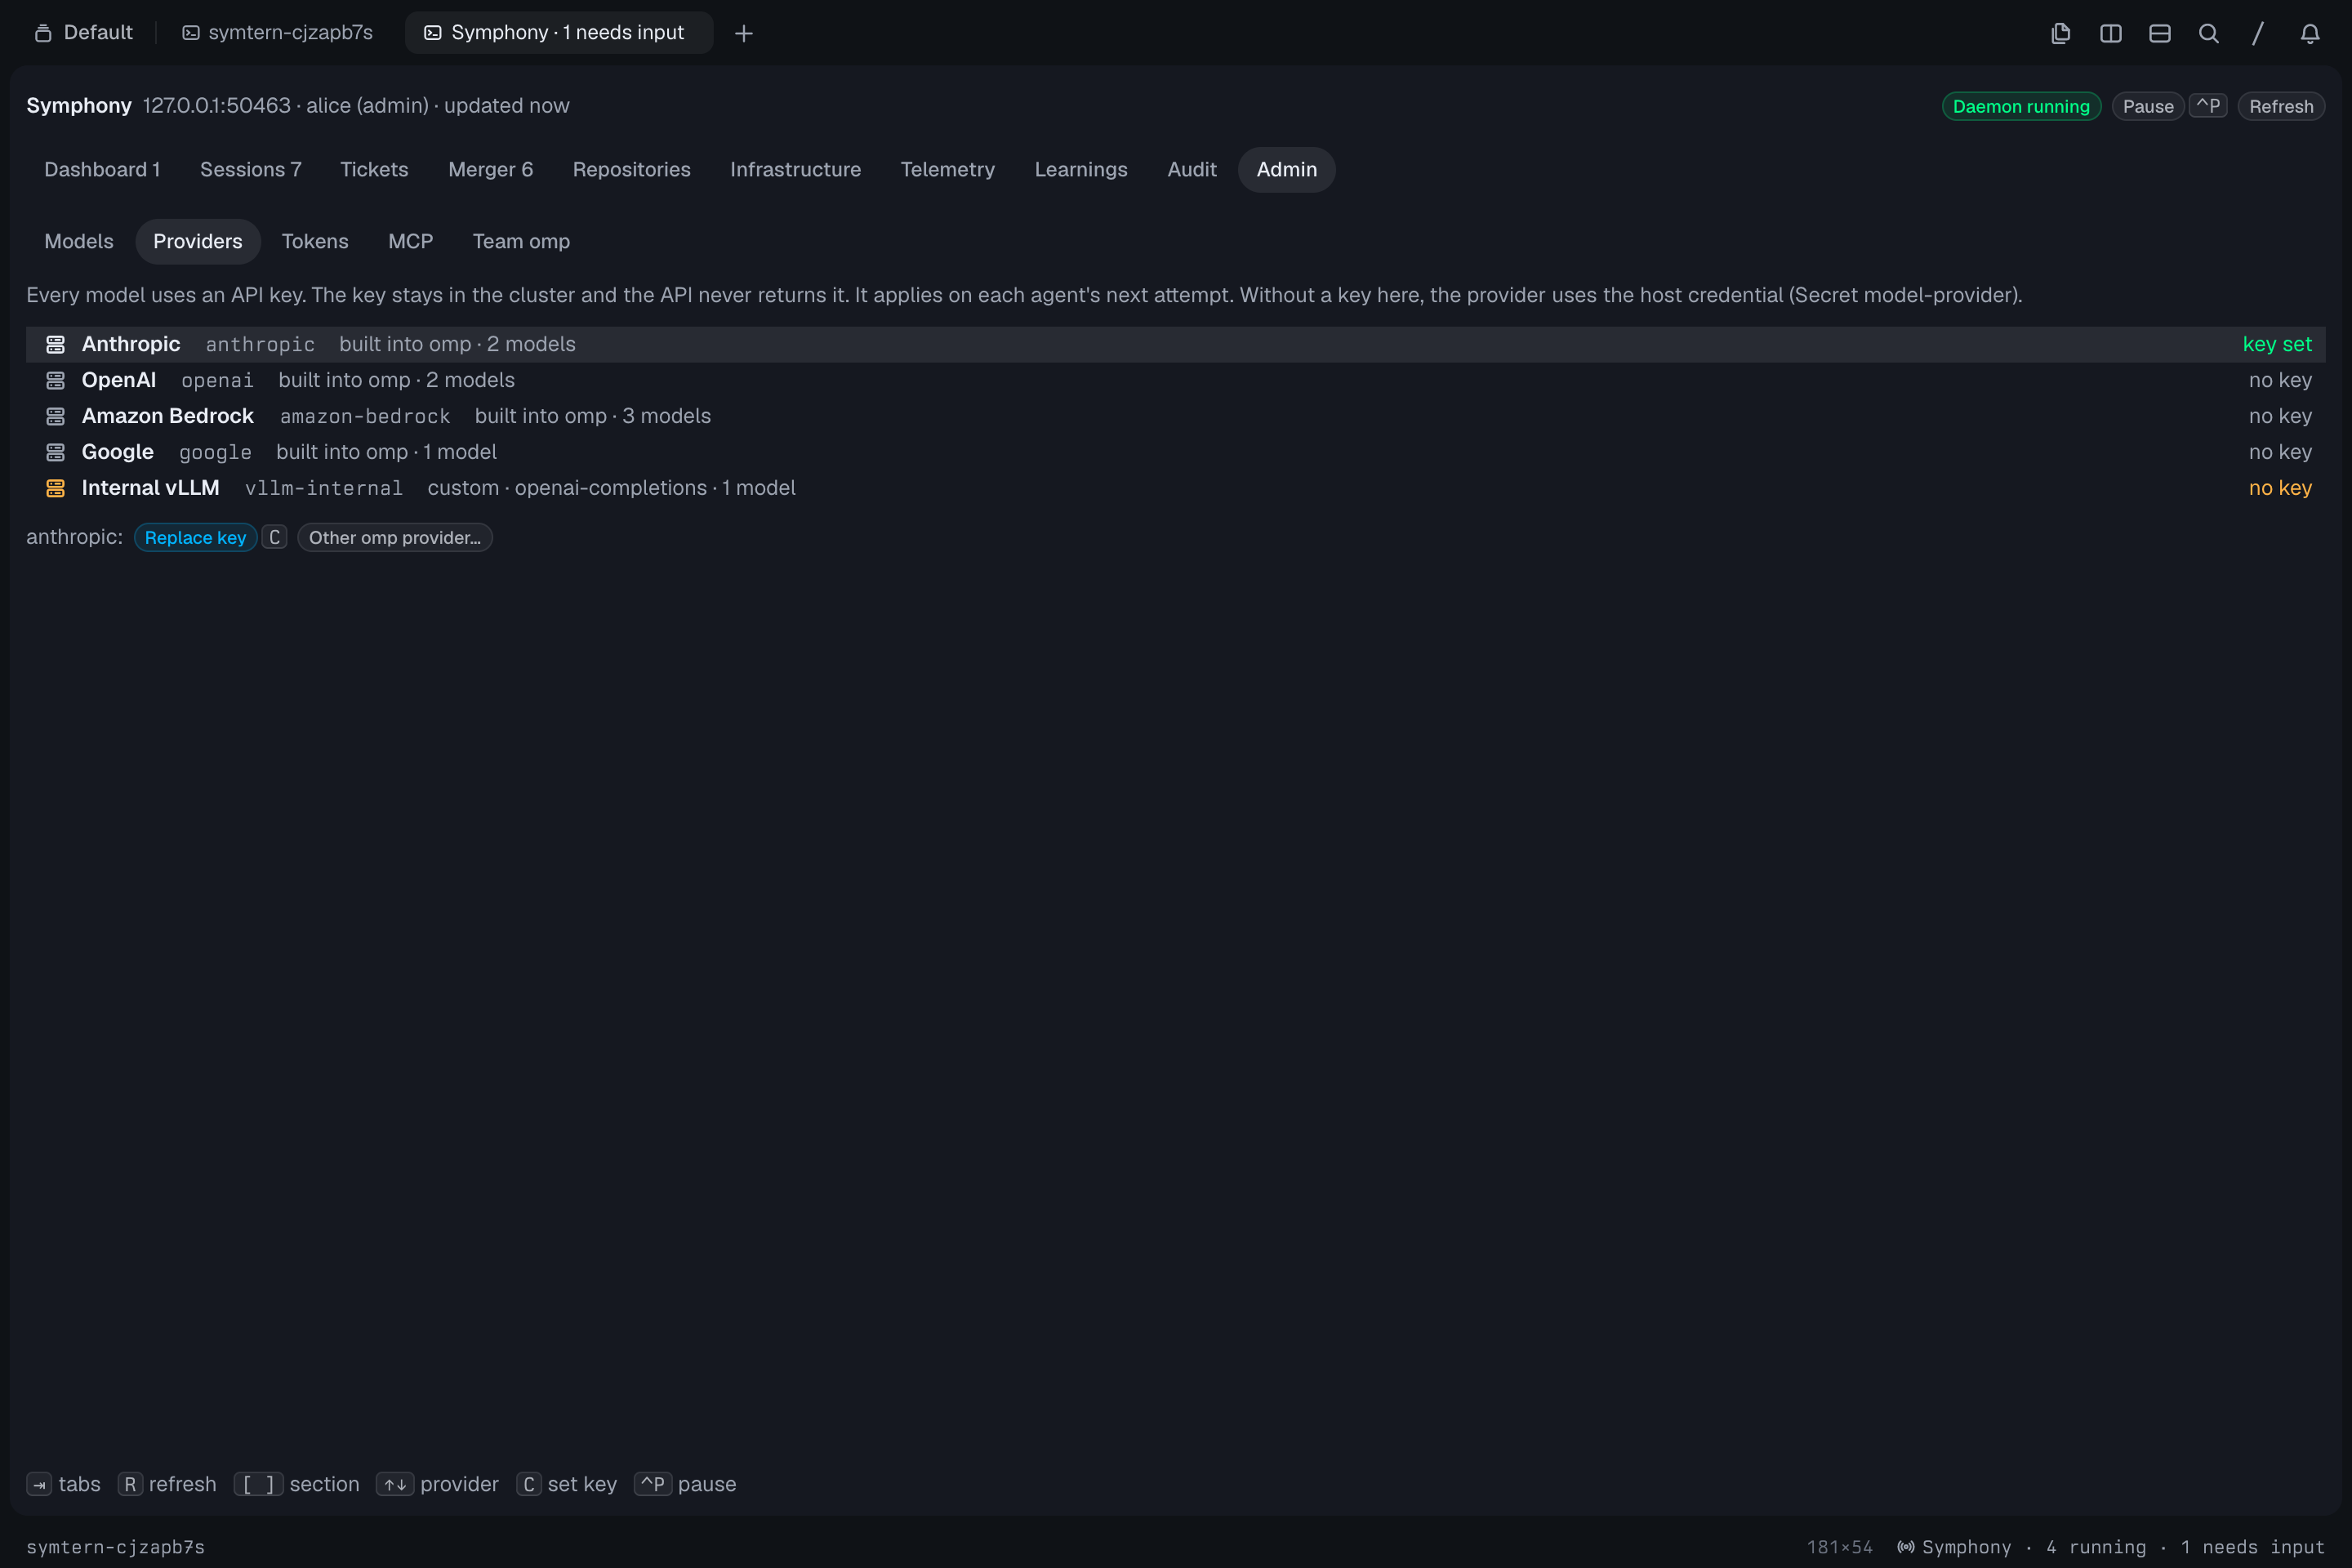 Default symtern-cjzapb7s Symphony · 1 needs input
Symphony 127.0.0.1:50463 · alice (admin) · updated now Daemon running Pause ^P Refresh
Dashboard 1 Sessions 7 Tickets Merger 6 Repositories Infrastructure Telemetry Learnings Audit Admin
Models Providers Tokens MCP Team omp
Every model uses an API key. The key stays in the cluster and the API never returns it. It applies on each agent's next attempt. Without a key here, the provider uses the host credential (Secret model-provider).
Anthropic anthropic built into omp · 2 models key set
OpenAI openai built into omp · 2 models no key
Amazon Bedrock amazon-bedrock built into omp · 3 models no key
Google google built into omp · 1 model no key
Internal vLLM vllm-internal custom · openai-completions · 1 model no key
anthropic: Replace key C Other omp provider…
⇥ tabs R refresh [ ] section ↑↓ provider C set key ^P pause
symtern-cjzapb7s 181×54 Symphony · 4 running · 1 needs input